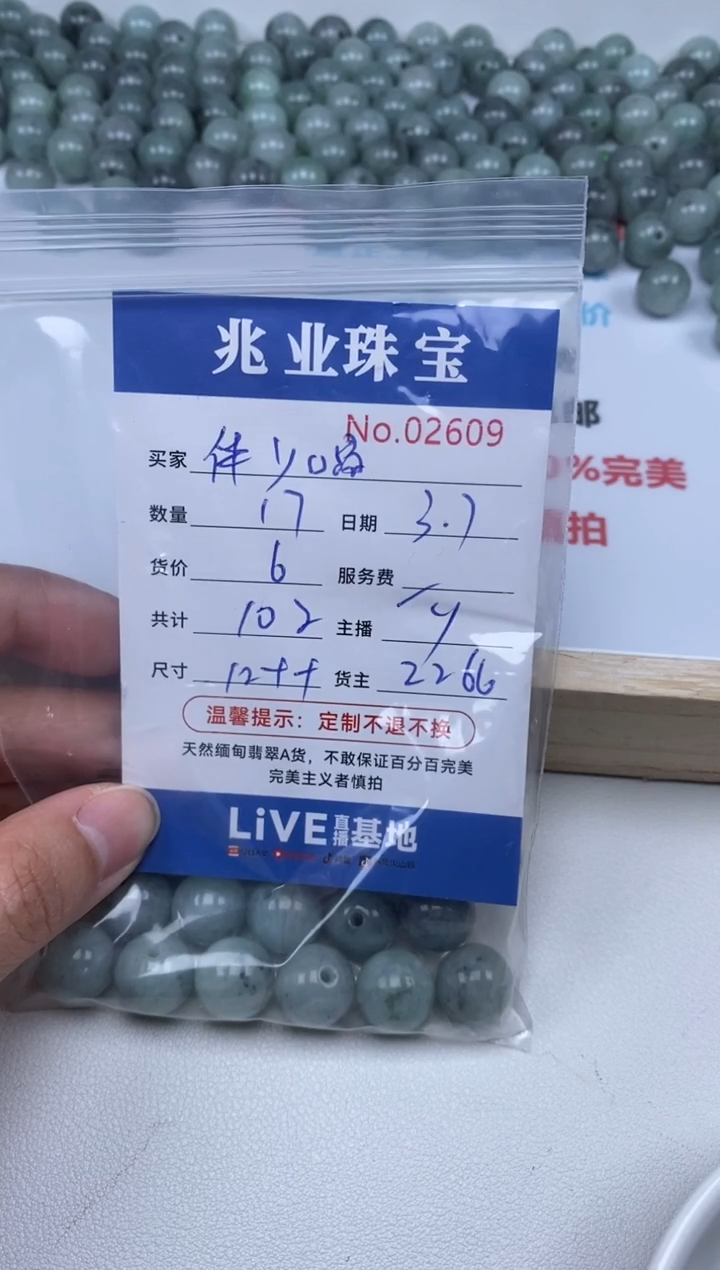 兆业珠宝
No.02609
买家
数量 17 日期 3.7
货价 6 服务费
共计 102 主播 y
尺寸 12++ 货主 2266
温馨提示：定制不退不换
天然缅甸翡翠A货，不敢保证百分百完美
完美主义者慎拍
LiVE直播基地
%完美
拍